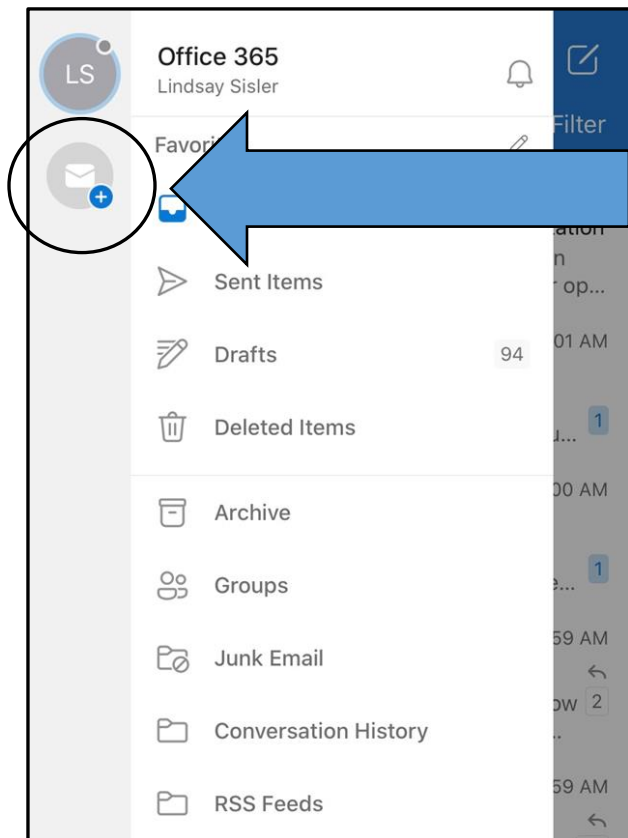 LS
Office 365
Lindsay Sisler
Filter
Sent Items
Drafts
94
01 AM
Deleted Items
1
00 AM
Archive
Groups
1
59 AM
Junk Email
2
Conversation History
59 AM
RSS Feeds